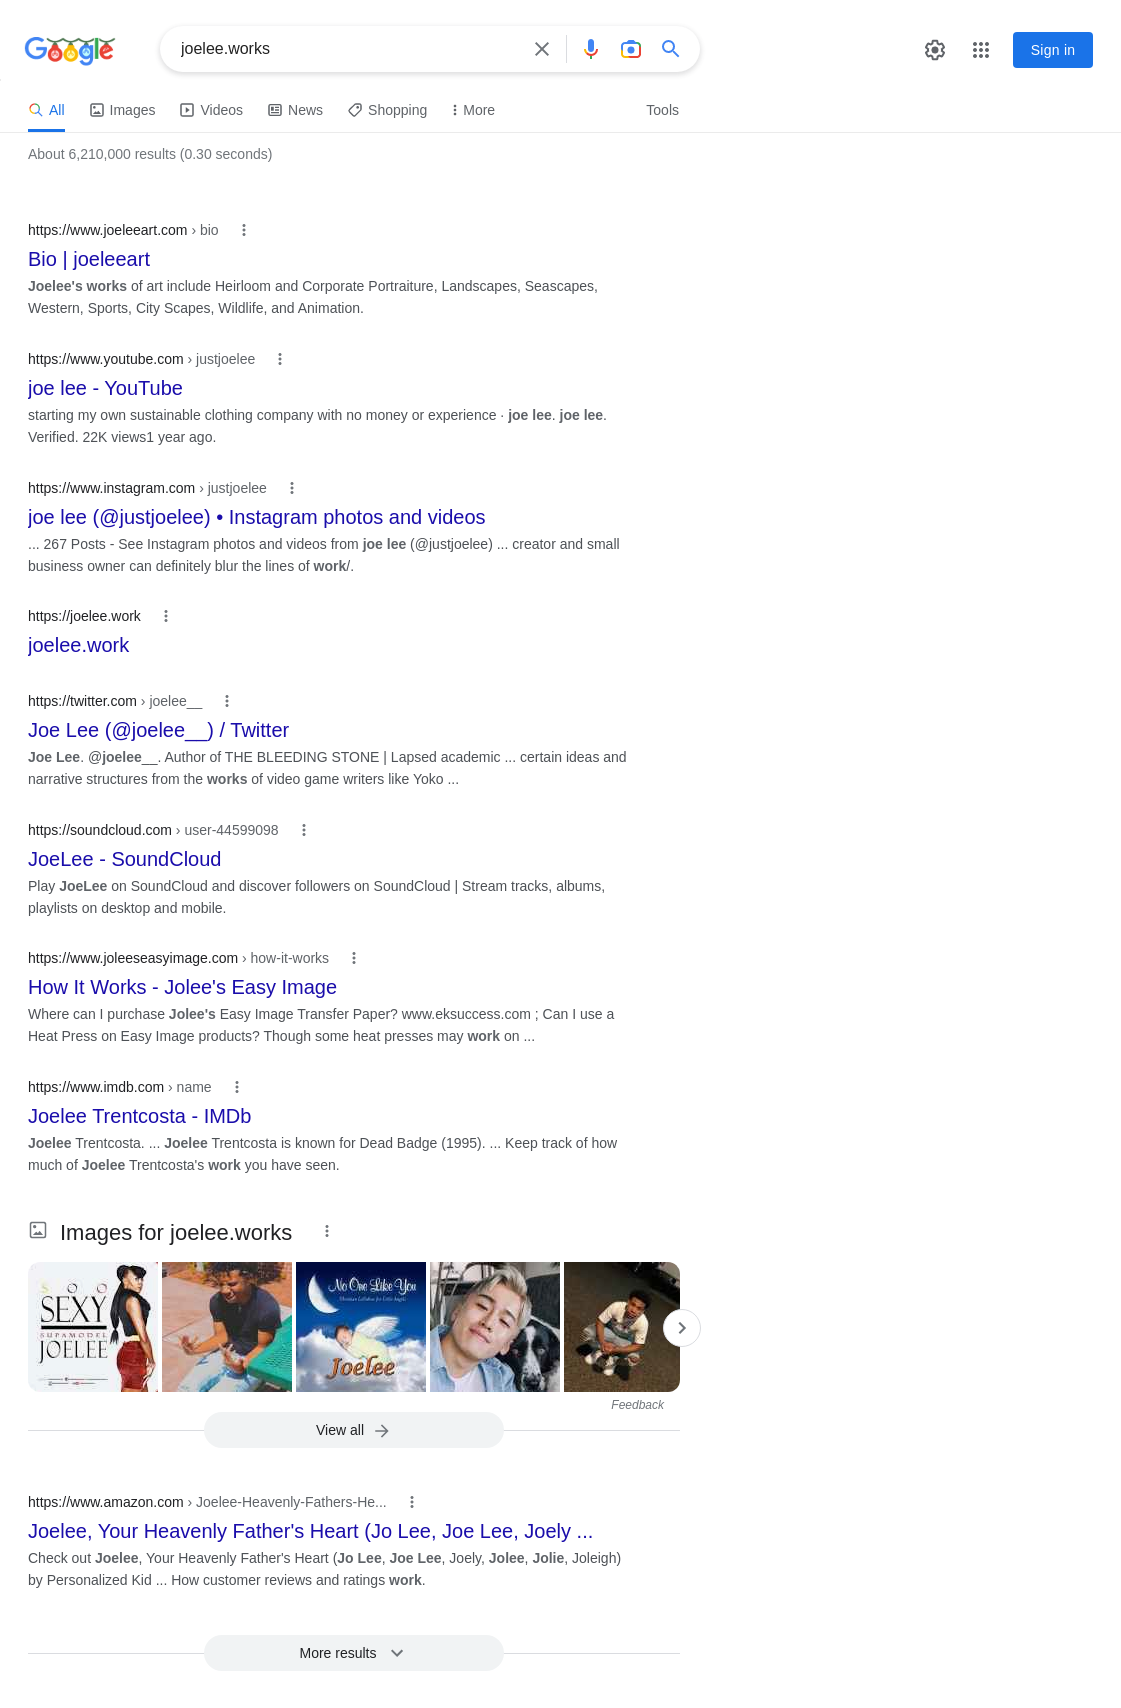 Google
joelee.works
Sign in
All
Images
Videos
News
Shopping
More
Tools
About 6,210,000 results (0.30 seconds)
https://www.joeleeart.com › bio
Bio | joeleeart
Joelee's works of art include Heirloom and Corporate Portraiture, Landscapes, Seascapes,
Western, Sports, City Scapes, Wildlife, and Animation.
https://www.youtube.com › justjoelee
joe lee - YouTube
starting my own sustainable clothing company with no money or experience · joe lee. joe lee.
Verified. 22K views1 year ago.
https://www.instagram.com › justjoelee
joe lee (@justjoelee) • Instagram photos and videos
... 267 Posts - See Instagram photos and videos from joe lee (@justjoelee) ... creator and small
business owner can definitely blur the lines of work/.
https://joelee.work
joelee.work
https://twitter.com › joelee__
Joe Lee (@joelee__) / Twitter
Joe Lee. @joelee__. Author of THE BLEEDING STONE | Lapsed academic ... certain ideas and
narrative structures from the works of video game writers like Yoko ...
https://soundcloud.com › user-44599098
JoeLee - SoundCloud
Play JoeLee on SoundCloud and discover followers on SoundCloud | Stream tracks, albums,
playlists on desktop and mobile.
https://www.joleeseasyimage.com › how-it-works
How It Works - Jolee's Easy Image
Where can I purchase Jolee's Easy Image Transfer Paper? www.eksuccess.com ; Can I use a
Heat Press on Easy Image products? Though some heat presses may work on ...
https://www.imdb.com › name
Joelee Trentcosta - IMDb
Joelee Trentcosta. ... Joelee Trentcosta is known for Dead Badge (1995). ... Keep track of how
much of Joelee Trentcosta's work you have seen.
Images for joelee.works
SOO
SEXY
SUPAMODEL
JOELEE
No One Like You
Joelee
Feedback
View all
https://www.amazon.com › Joelee-Heavenly-Fathers-He...
Joelee, Your Heavenly Father's Heart (Jo Lee, Joe Lee, Joely ...
Check out Joelee, Your Heavenly Father's Heart (Jo Lee, Joe Lee, Joely, Jolee, Jolie, Joleigh)
by Personalized Kid ... How customer reviews and ratings work.
More results